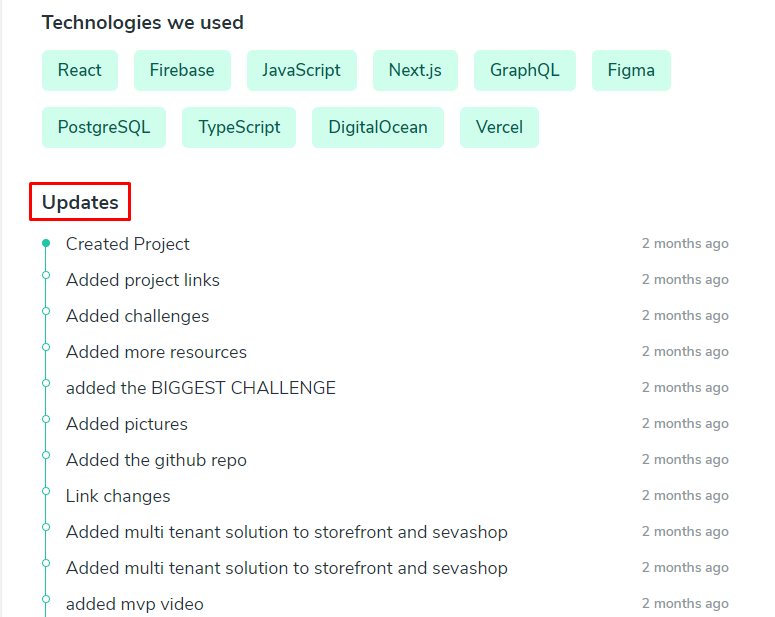 Technologies we used
React Firebase JavaScript Next.js GraphQL Figma
PostgreSQL TypeScript DigitalOcean Vercel
Updates
Created Project 2 months ago
Added project links 2 months ago
Added challenges 2 months ago
Added more resources 2 months ago
added the BIGGEST CHALLENGE 2 months ago
Added pictures 2 months ago
Added the github repo 2 months ago
Link changes 2 months ago
Added multi tenant solution to storefront and sevashop 2 months ago
Added multi tenant solution to storefront and sevashop 2 months ago
added mvp video 2 months ago